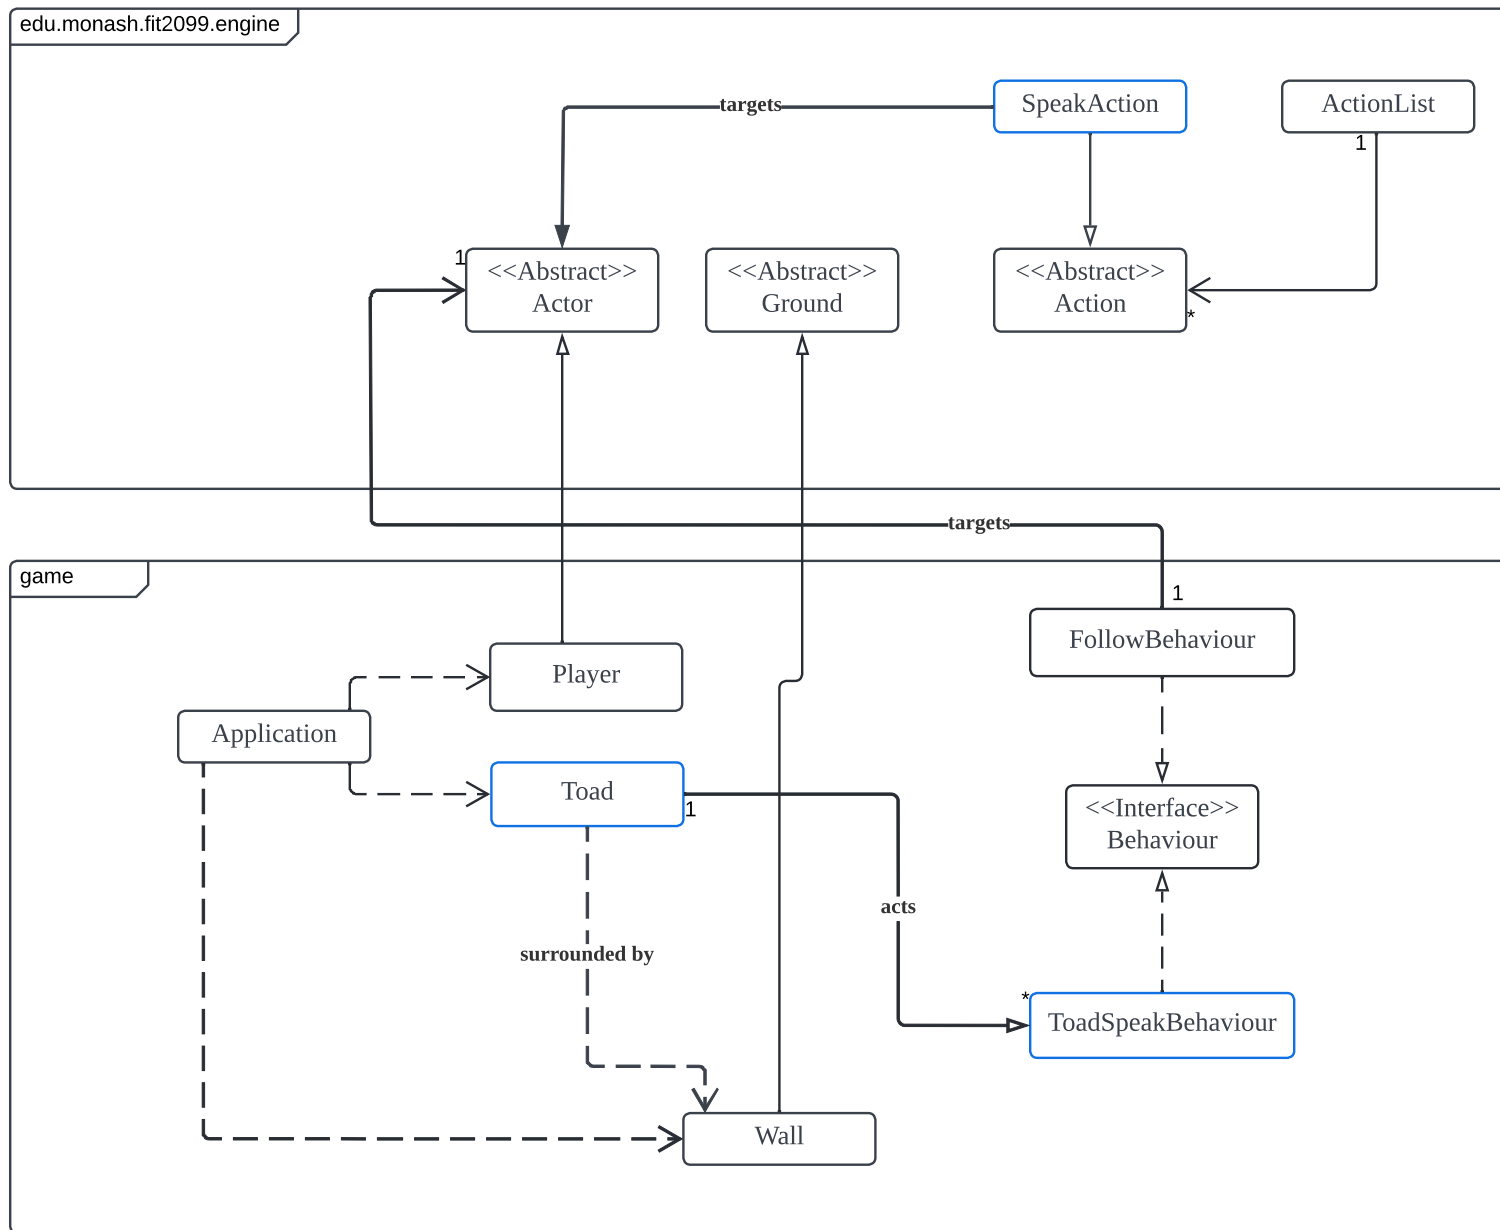 edu.monash.fit2099.engine
targets
SpeakAction
ActionList
1
1
<<Abstract>>
Actor
<<Abstract>>
Ground
<<Abstract>>
Action
*
targets
game
1
FollowBehaviour
Player
Application
Toad
1
<<Interface>>
Behaviour
acts
surrounded by
*
ToadSpeakBehaviour
Wall